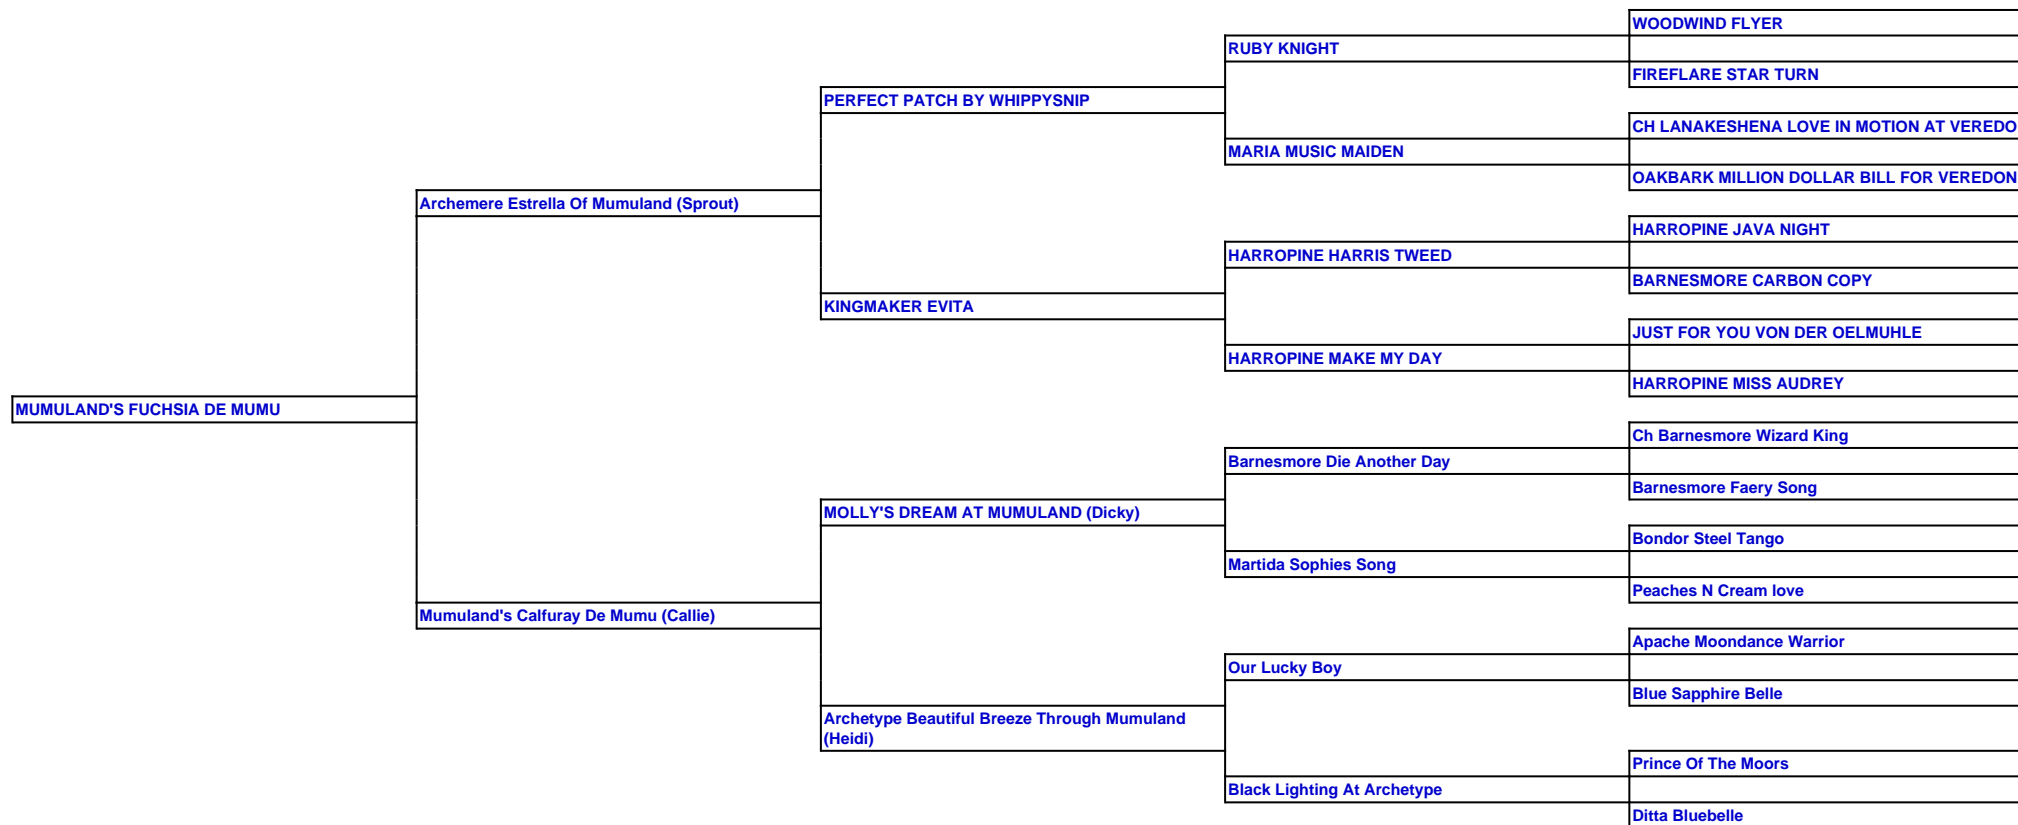 WOODWIND FLYER
RUBY KNIGHT
FIREFLARE STAR TURN
PERFECT PATCH BY WHIPPYSNIP
CH LANAKESHENA LOVE IN MOTION AT VEREDO
MARIA MUSIC MAIDEN
OAKBARK MILLION DOLLAR BILL FOR VEREDON
Archemere Estrella Of Mumuland (Sprout)
HARROPINE JAVA NIGHT
HARROPINE HARRIS TWEED
BARNESMORE CARBON COPY
KINGMAKER EVITA
JUST FOR YOU VON DER OELMUHLE
HARROPINE MAKE MY DAY
HARROPINE MISS AUDREY
MUMULAND'S FUCHSIA DE MUMU
Ch Barnesmore Wizard King
Barnesmore Die Another Day
Barnesmore Faery Song
MOLLY'S DREAM AT MUMULAND (Dicky)
Bondor Steel Tango
Martida Sophies Song
Peaches N Cream love
Mumuland's Calfuray De Mumu (Callie)
Apache Moondance Warrior
Our Lucky Boy
Blue Sapphire Belle
Archetype Beautiful Breeze Through Mumuland
(Heidi)
Prince Of The Moors
Black Lighting At Archetype
Ditta Bluebelle